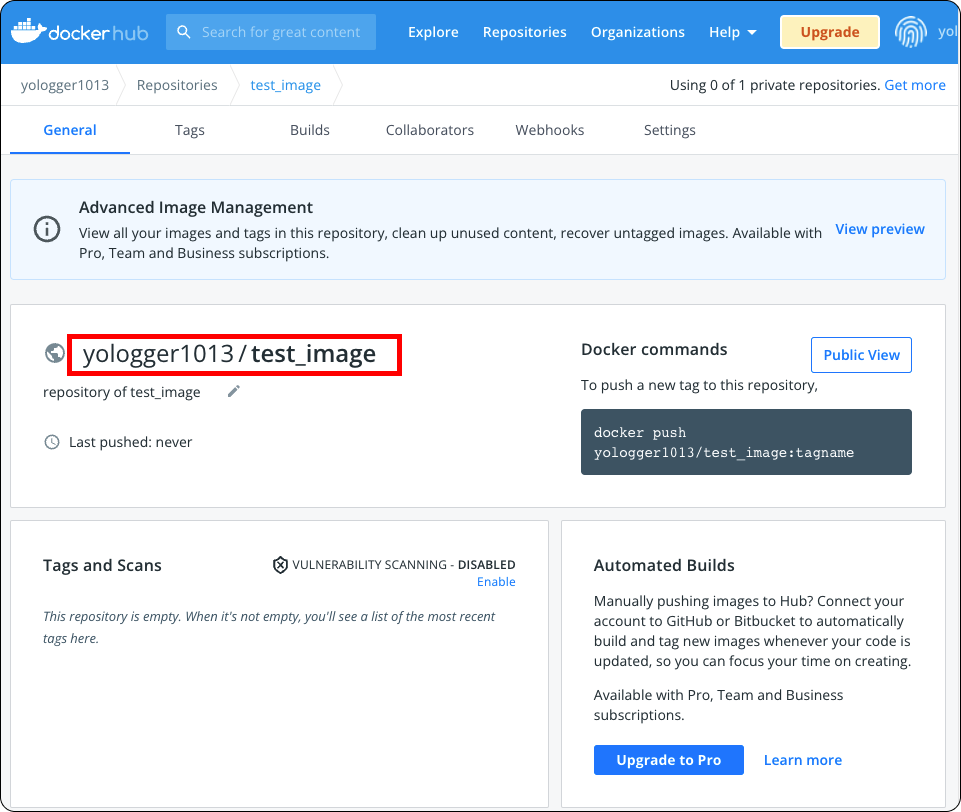 docker hub
Search for great content
Explore
Repositories
Organizations
Help
Upgrade
yol
yologger1013
Repositories
test_image
Using 0 of 1 private repositories. Get more
General
Tags
Builds
Collaborators
Webhooks
Settings
Advanced Image Management
View all your images and tags in this repository, clean up unused content, recover untagged images. Available with
Pro, Team and Business subscriptions.
View preview
yologger1013/test_image
repository of test_image
Last pushed: never
Docker commands
Public View
To push a new tag to this repository,
docker push
yologger1013/test_image:tagname
Tags and Scans
VULNERABILITY SCANNING - DISABLED
Enable
This repository is empty. When it's not empty, you'll see a list of the most recent
tags here.
Automated Builds
Manually pushing images to Hub? Connect your
account to GitHub or Bitbucket to automatically
build and tag new images whenever your code is
updated, so you can focus your time on creating.
Available with Pro, Team and Business
subscriptions.
Upgrade to Pro
Learn more